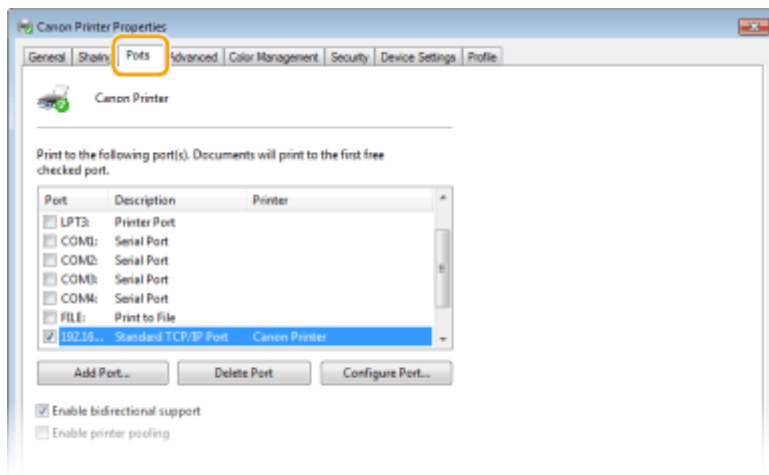 Canon Printer Properties
General Sharing Ports Advanced Color Management Security Device Settings Profile
Canon Printer
Print to the following port(s). Documents will print to the first free
checked port.
Port Description Printer
LPT3: Printer Port
COM1: Serial Port
COM2: Serial Port
COM3: Serial Port
COM4: Serial Port
FILE: Print to File
192.16... Standard TCP/IP Port Canon Printer
Add Port... Delete Port Configure Port...
Enable bidirectional support
Enable printer pooling